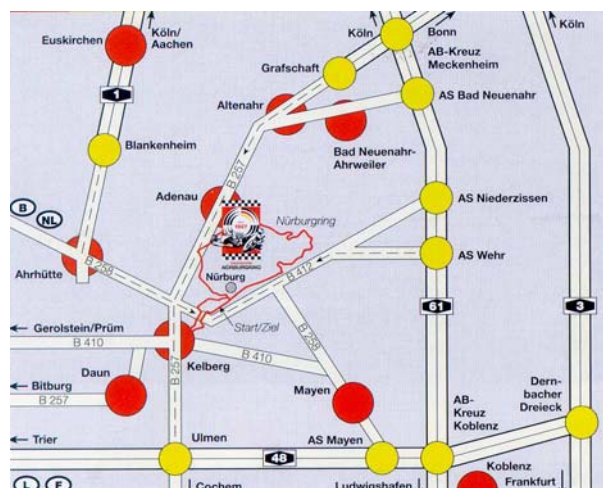 Köln/
Aachen
Euskirchen
Köln
Bonn
Köln
AB-Kreuz
Meckenheim
Grafschaft
1
AS Bad Neuenahr
Altenahr
Blankenheim
Bad Neuenahr-
Ahrweiler
B 257
Adenau
AS Niederzissen
B
NL
Nürburgring
AS Wehr
B 258
Ahrhütte
Nürburg
B 412
61
3
Start/Ziel
Gerolstein/Prüm
B 410
B 257
B 258
B 410
Kelberg
Daun
Bitburg
B 257
Mayen
Dern-
bacher
Dreieck
AB-
Kreuz
Koblenz
Trier
Ulmen
48
AS Mayen
Koblenz
L
F
Cochem
Ludwigshafen
Frankfurt